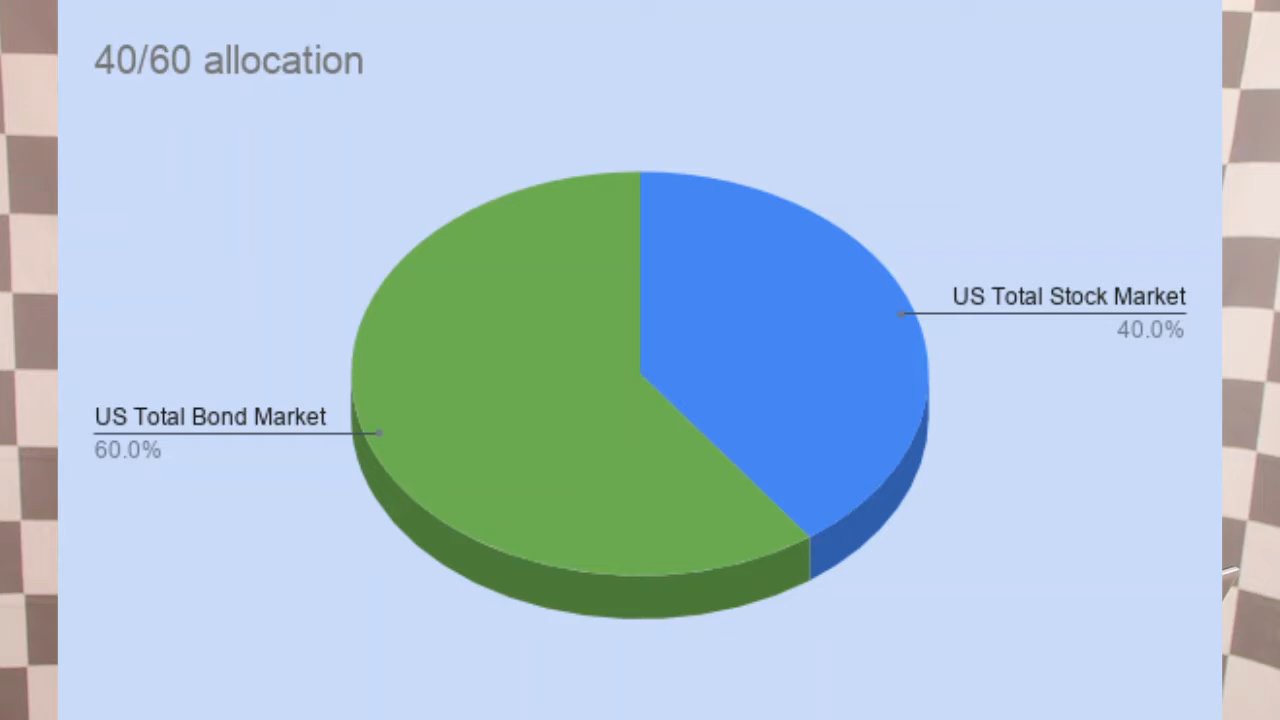 40/60 allocation
US Total Stock Market
40.0%
US Total Bond Market
60.0%